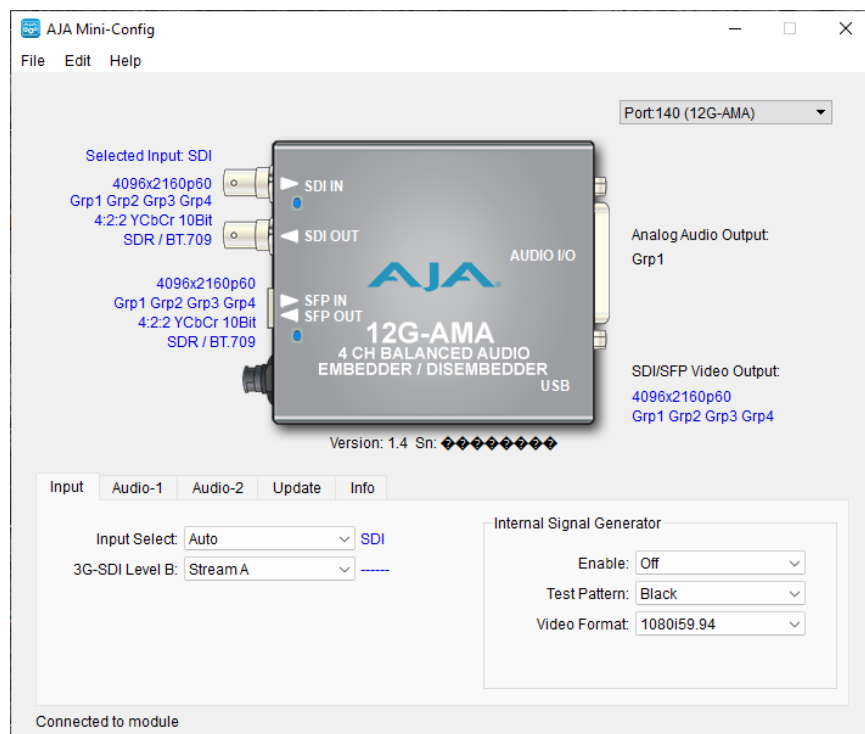 AJA Mini-Config
File Edit Help
Port:140 (12G-AMA)
Selected Input: SDI
4096x2160p60
Grp1 Grp2 Grp3 Grp4
4:2:2 YCbCr 10Bit
SDR / BT.709
SDI IN
SDI OUT
AUDIO I/O
Analog Audio Output:
Grp1
4096x2160p60
Grp1 Grp2 Grp3 Grp4
4:2:2 YCbCr 10Bit
SDR / BT.709
AJA
SFP IN
SFP OUT
12G-AMA
4 CH BALANCED AUDIO
EMBEDDER / DISEMBEDDER
USB
SDI/SFP Video Output:
4096x2160p60
Grp1 Grp2 Grp3 Grp4
Version: 1.4 Sn: ��������
Input Audio-1 Audio-2 Update Info
Input Select: Auto SDI
3G-SDI Level B: Stream A ------
Internal Signal Generator
Enable: Off
Test Pattern: Black
Video Format: 1080i59.94
Connected to module